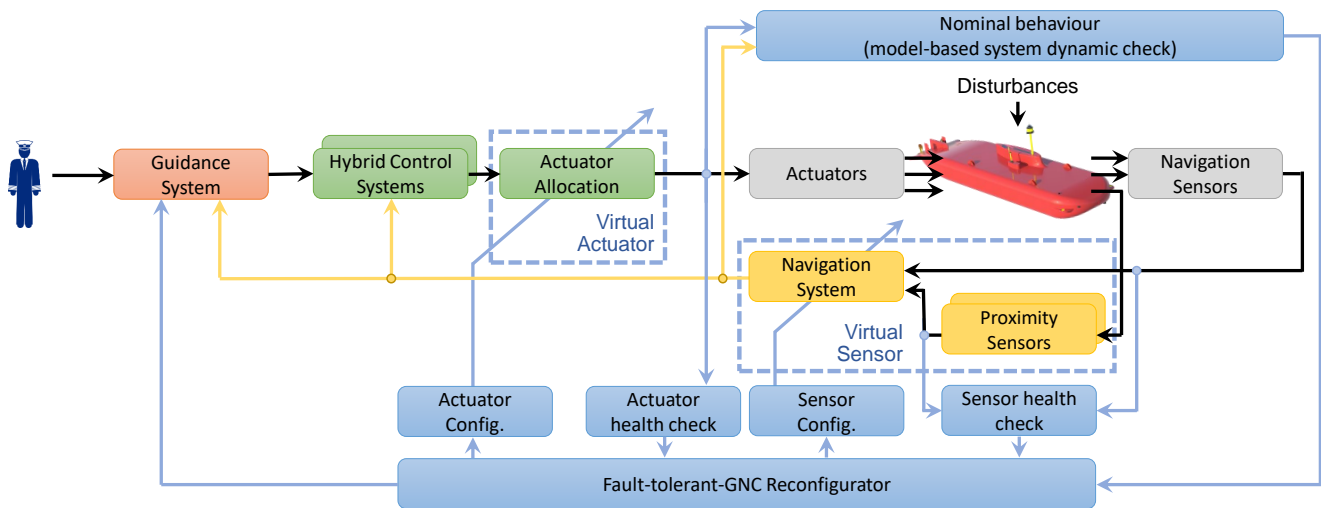 Nominal behaviour
(model-based system dynamic check)
Disturbances
Guidance
System
Hybrid Control
Systems
Actuator
Allocation
Actuators
Navigation
Sensors
Virtual
Actuator
Navigation
System
Proximity
Sensors
Virtual
Sensor
Actuator
Config.
Actuator
health check
Sensor
Config.
Sensor health
check
Fault-tolerant-GNC Reconfigurator